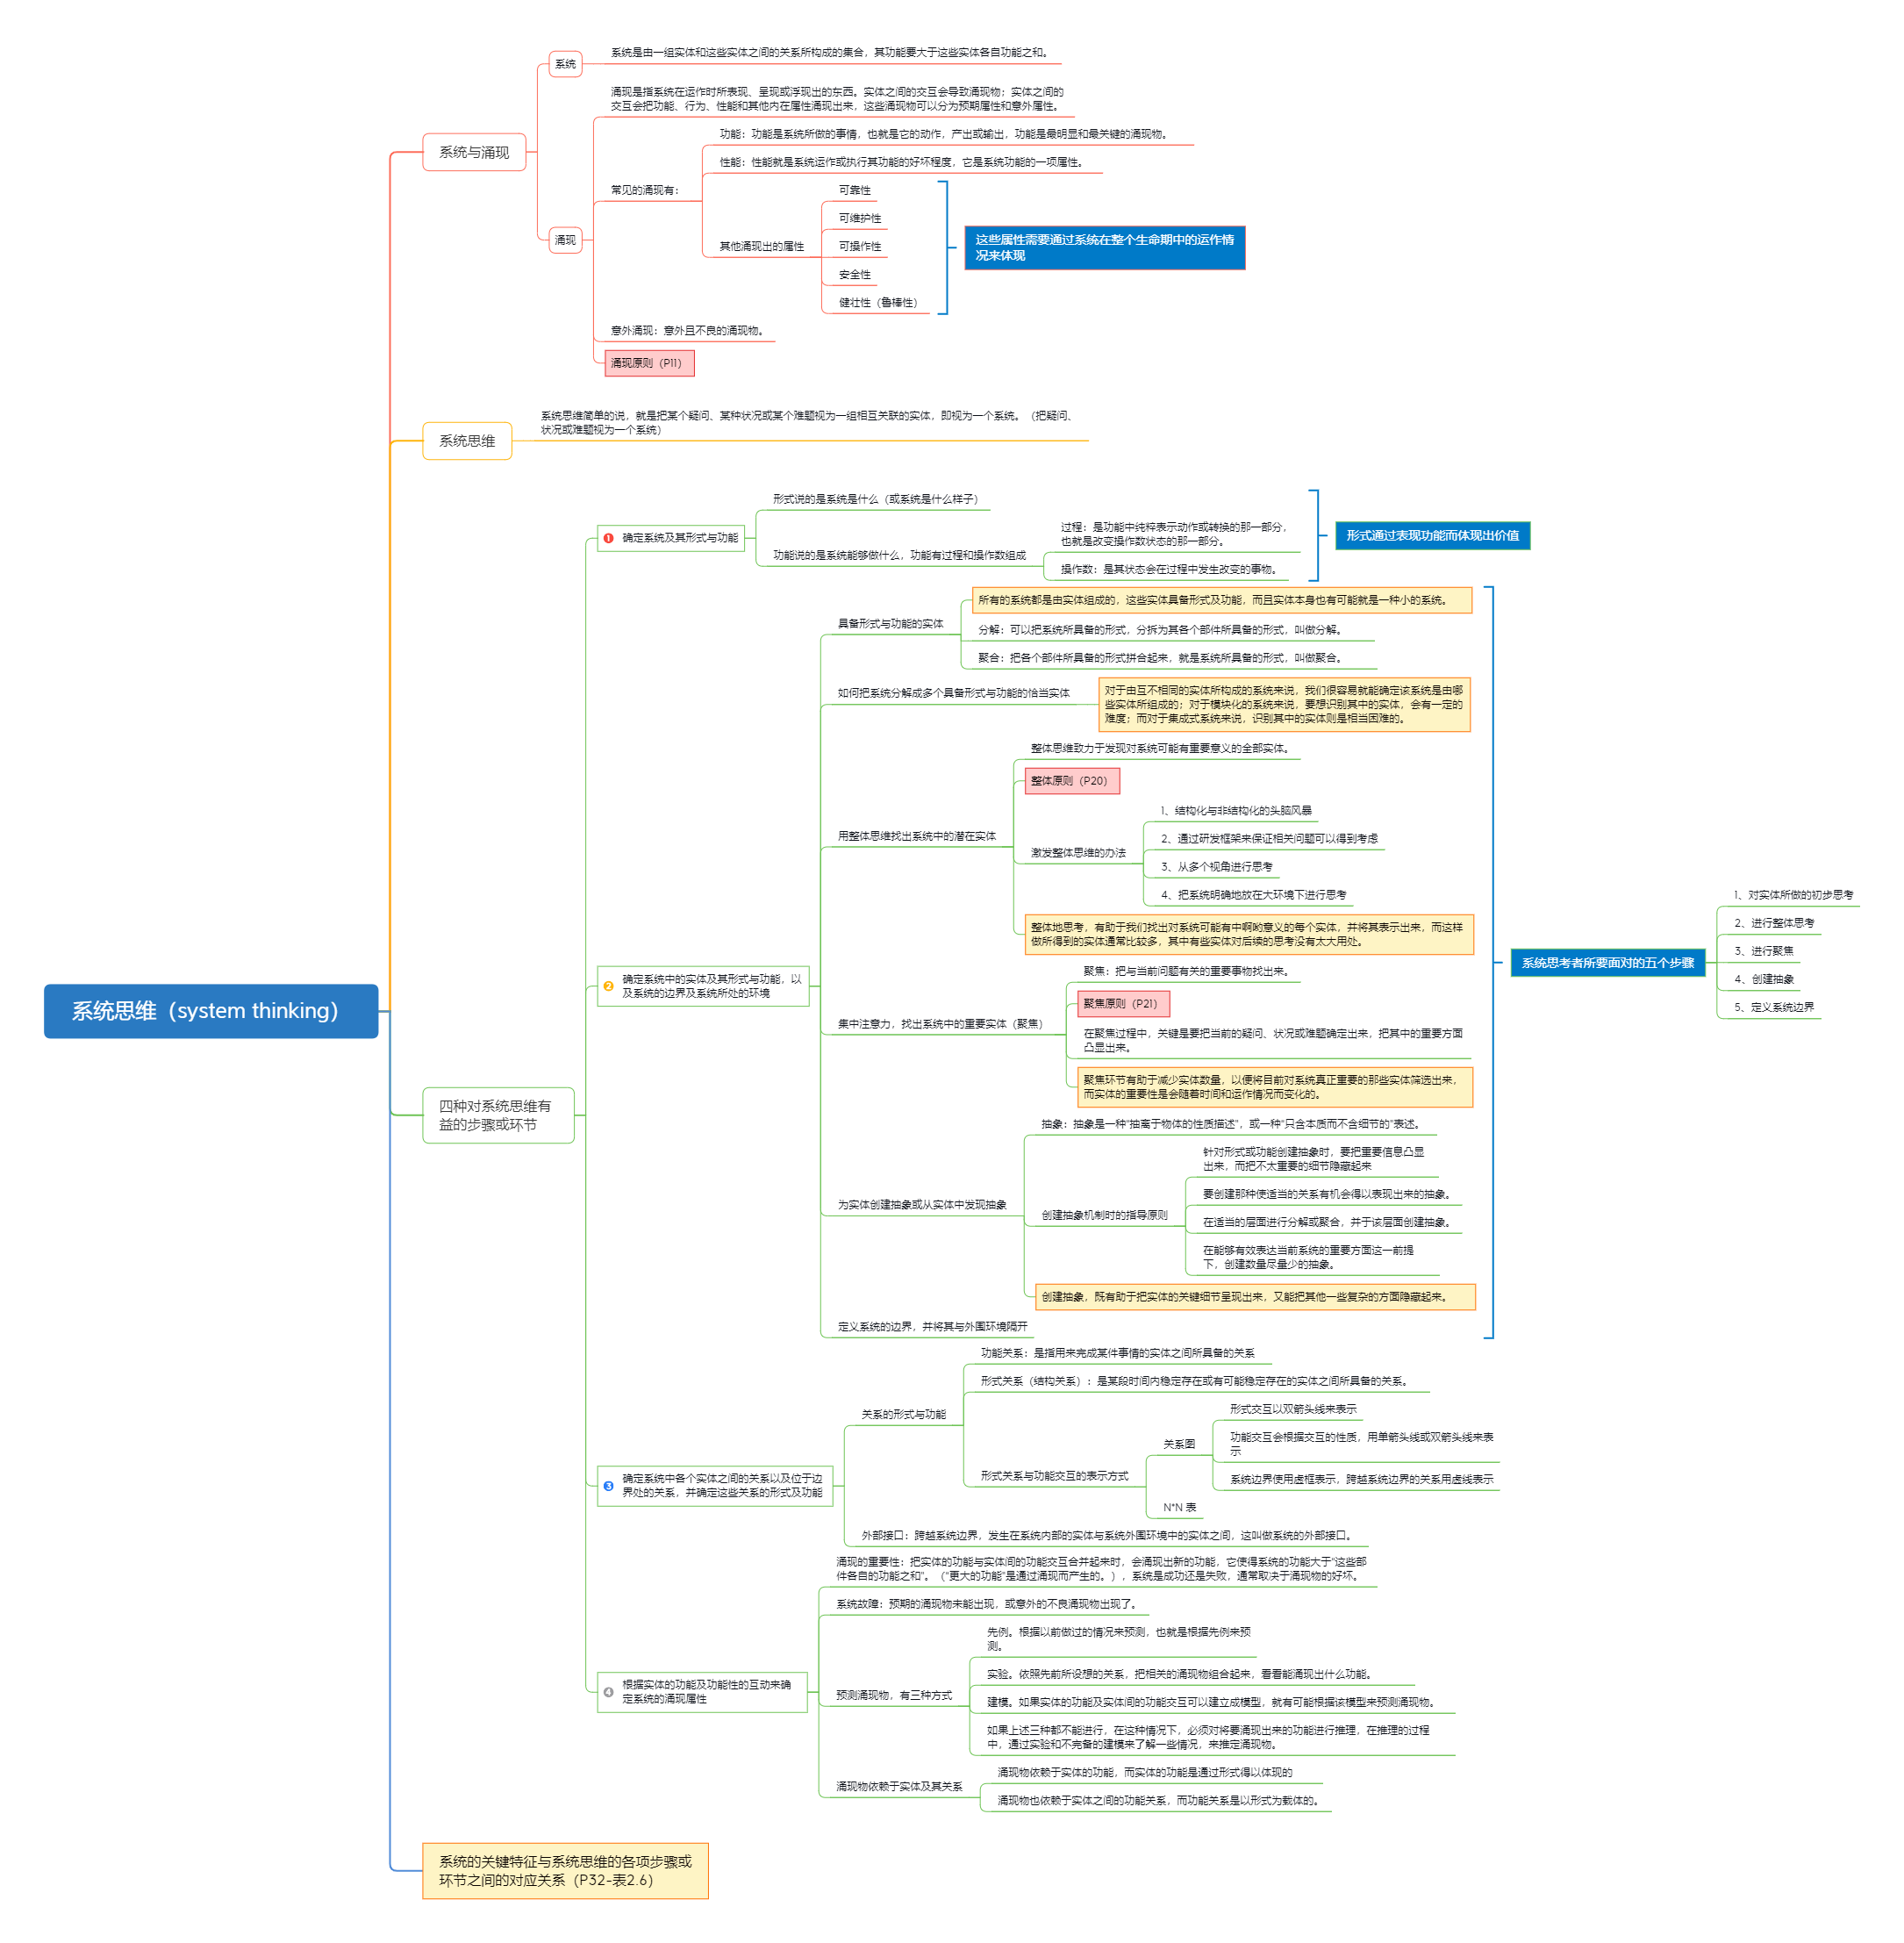 系统思维（system thinking）
系统与涌现
系统
系统是由一组实体和这些实体之间的关系所构成的集合，其功能要大于这些实体各自功能之和。
涌现
涌现是指系统在运作时所表现、呈现或浮现出的东西。实体之间的交互会导致涌现物；实体之间的
交互会把功能、行为、性能和其他内在属性涌现出来，这些涌现物可以分为预期属性和意外属性。
常见的涌现有：
功能：功能是系统所做的事情，也就是它的动作，产出或输出，功能是最明显和最关键的涌现物。
性能：性能就是系统运作或执行其功能的好坏程度，它是系统功能的一项属性。
其他涌现出的属性
可靠性
可维护性
可操作性
安全性
健壮性（鲁棒性）
这些属性需要通过系统在整个生命期中的运作情
况来体现
意外涌现：意外且不良的涌现物。
涌现原则（P11）
系统思维
系统思维简单的说，就是把某个疑问、某种状况或某个难题视为一组相互关联的实体，即视为一个系统。（把疑问、
状况或难题视为一个系统）
四种对系统思维有
益的步骤或环节
1 确定系统及其形式与功能
形式说的是系统是什么（或系统是什么样子）
功能说的是系统能够做什么，功能有过程和操作数组成
过程：是功能中纯粹表示动作或转换的那一部分，
也就是改变操作数状态的那一部分。
操作数：是其状态会在过程中发生改变的事物。
形式通过表现功能而体现出价值
2 确定系统中的实体及其形式与功能，以
及系统的边界及系统所处的环境
具备形式与功能的实体
所有的系统都是由实体组成的，这些实体具备形式及功能，而且实体本身也有可能就是一种小的系统。
分解：可以把系统所具备的形式，分拆为其各个部件所具备的形式，叫做分解。
聚合：把各个部件所具备的形式拼合起来，就是系统所具备的形式，叫做聚合。
如何把系统分解成多个具备形式与功能的恰当实体
对于由互不相同的实体所构成的系统来说，我们很容易就能确定该系统是由哪
些实体所组成的；对于模块化的系统来说，要想识别其中的实体，会有一定的
难度；而对于集成式系统来说，识别其中的实体则是相当困难的。
用整体思维找出系统中的潜在实体
整体思维致力于发现对系统可能有重要意义的全部实体。
整体原则（P20）
激发整体思维的办法
1、结构化与非结构化的头脑风暴
2、通过研发框架来保证相关问题可以得到考虑
3、从多个视角进行思考
4、把系统明确地放在大环境下进行思考
整体地思考，有助于我们找出对系统可能有中啊哟意义的每个实体，并将其表示出来，而这样
做所得到的实体通常比较多，其中有些实体对后续的思考没有太大用处。
集中注意力，找出系统中的重要实体（聚焦）
聚焦：把与当前问题有关的重要事物找出来。
聚焦原则（P21）
在聚焦过程中，关键是要把当前的疑问、状况或难题确定出来，把其中的重要方面
凸显出来。
聚焦环节有助于减少实体数量，以便将目前对系统真正重要的那些实体筛选出来，
而实体的重要性是会随着时间和运作情况而变化的。
为实体创建抽象或从实体中发现抽象
抽象：抽象是一种“抽离于物体的性质描述”，或一种“只含本质而不含细节的”表述。
创建抽象机制时的指导原则
针对形式或功能创建抽象时，要把重要信息凸显
出来，而把不太重要的细节隐藏起来
要创建那种使适当的关系有机会得以表现出来的抽象。
在适当的层面进行分解或聚合，并于该层面创建抽象。
在能够有效表达当前系统的重要方面这一前提
下，创建数量尽量少的抽象。
创建抽象，既有助于把实体的关键细节呈现出来，又能把其他一些复杂的方面隐藏起来。
定义系统的边界，并将其与外围环境隔开
系统思考者所要面对的五个步骤
1、对实体所做的初步思考
2、进行整体思考
3、进行聚焦
4、创建抽象
5、定义系统边界
3 确定系统中各个实体之间的关系以及位于边
界处的关系，并确定这些关系的形式及功能
关系的形式与功能
功能关系：是指用来完成某件事情的实体之间所具备的关系
形式关系（结构关系）：是某段时间内稳定存在或有可能稳定存在的实体之间所具备的关系。
形式关系与功能交互的表示方式
关系图
形式交互以双箭头线来表示
功能交互会根据交互的性质，用单箭头线或双箭头线来表
示
系统边界使用虚框表示，跨越系统边界的关系用虚线表示
N*N 表
外部接口：跨越系统边界，发生在系统内部的实体与系统外围环境中的实体之间，这叫做系统的外部接口。
4 根据实体的功能及功能性的互动来确
定系统的涌现属性
涌现的重要性：把实体的功能与实体间的功能交互合并起来时，会涌现出新的功能，它使得系统的功能大于“这些部
件各自的功能之和”。（“更大的功能”是通过涌现而产生的。），系统是成功还是失败，通常取决于涌现物的好坏。
系统故障：预期的涌现物未能出现，或意外的不良涌现物出现了。
预测涌现物，有三种方式
先例。根据以前做过的情况来预测，也就是根据先例来预
测。
实验。依照先前所设想的关系，把相关的涌现物组合起来，看看能涌现出什么功能。
建模。如果实体的功能及实体间的功能交互可以建立成模型，就有可能根据该模型来预测涌现物。
如果上述三种都不能进行，在这种情况下，必须对将要涌现出来的功能进行推理，在推理的过程
中，通过实验和不完备的建模来了解一些情况，来推定涌现物。
涌现物依赖于实体及其关系
涌现物依赖于实体的功能，而实体的功能是通过形式得以体现的
涌现物也依赖于实体之间的功能关系，而功能关系是以形式为载体的。
系统的关键特征与系统思维的各项步骤或
环节之间的对应关系（P32-表2.6）